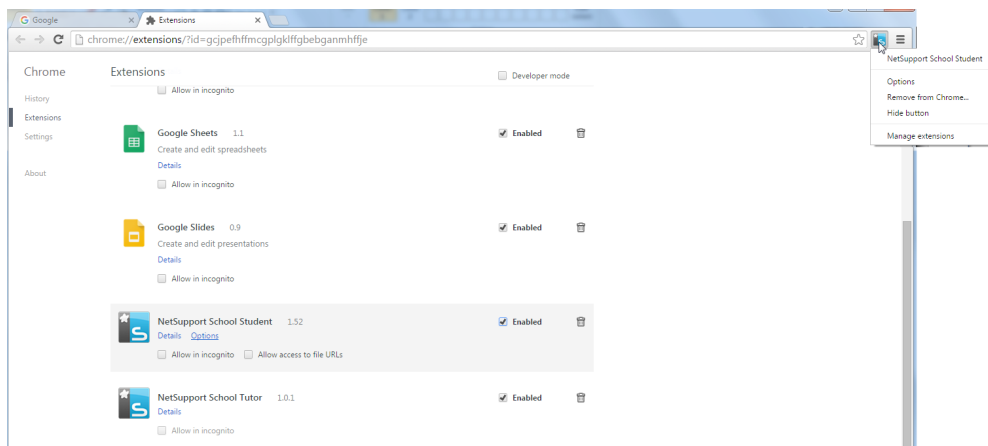 Google
Extensions
chrome://extensions/?id=gcjpefhffmcgplgklffgbebganmhffje
NetSupport School Student
Options
Remove from Chrome...
Hide button
Manage extensions
Chrome
History
Extensions
Settings
About
Extensions
Developer mode
Allow in incognito
Google Sheets 1.1
Enabled
Create and edit spreadsheets
Details
Allow in incognito
Google Slides 0.9
Enabled
Create and edit presentations
Details
Allow in incognito
NetSupport School Student 1.52
Enabled
Details Options
Allow in incognito Allow access to file URLs
NetSupport School Tutor 1.0.1
Enabled
Details
Allow in incognito